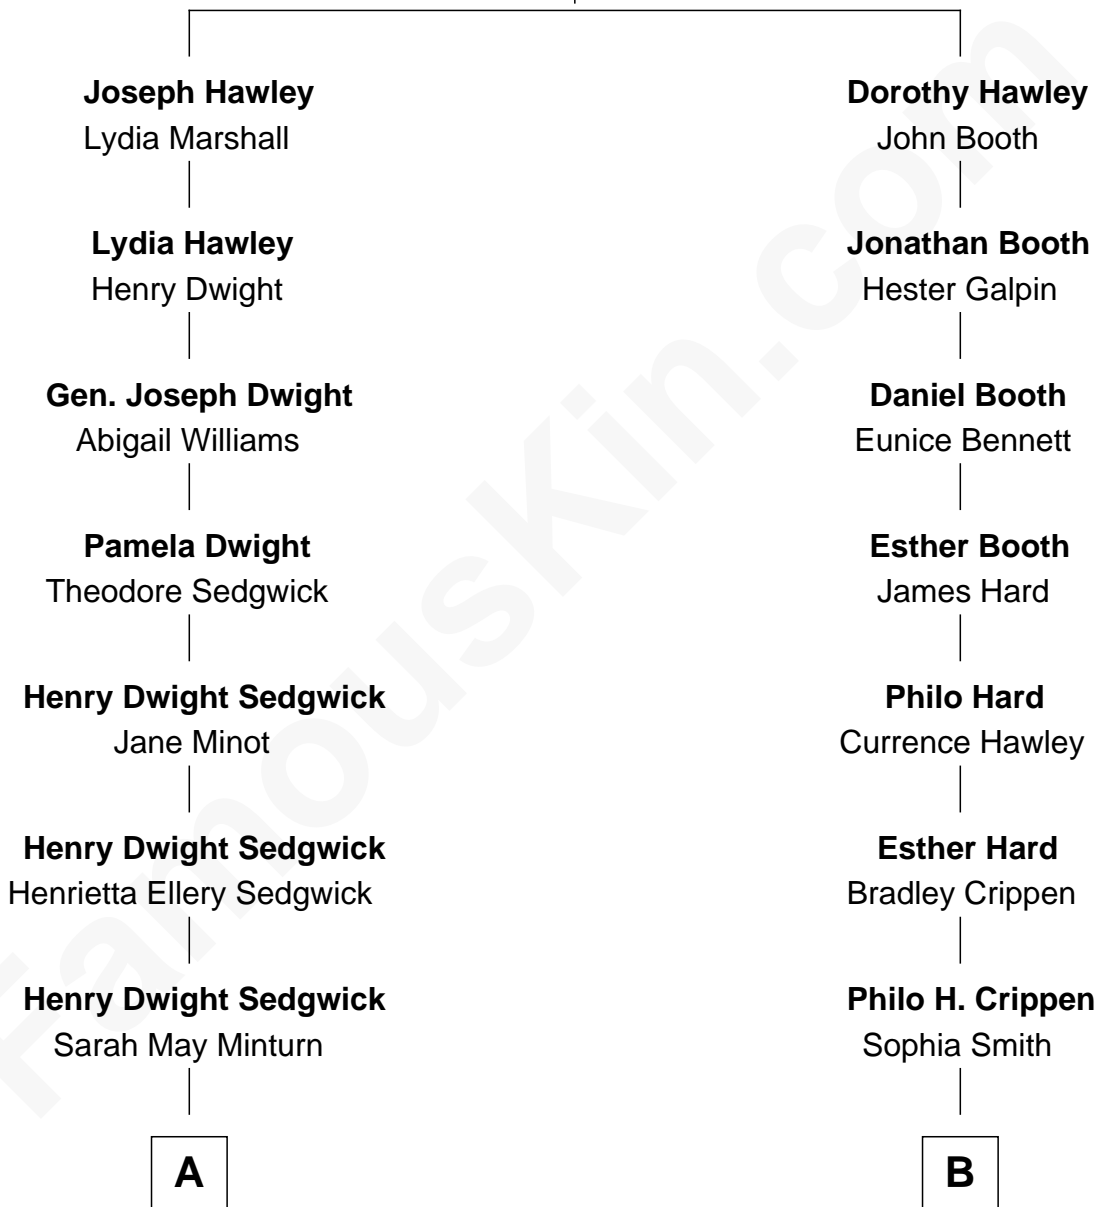 Joseph Hawley
Lydia Marshall
Dorothy Hawley
John Booth
Lydia Hawley
Henry Dwight
Jonathan Booth
Hester Galpin
Gen. Joseph Dwight
Abigail Williams
Daniel Booth
Eunice Bennett
Pamela Dwight
Theodore Sedgwick
Esther Booth
James Hard
Henry Dwight Sedgwick
Jane Minot
Philo Hard
Currence Hawley
Henry Dwight Sedgwick
Henrietta Ellery Sedgwick
Esther Hard
Bradley Crippen
Henry Dwight Sedgwick
Sarah May Minturn
Philo H. Crippen
Sophia Smith
A
B
FamousKin.com